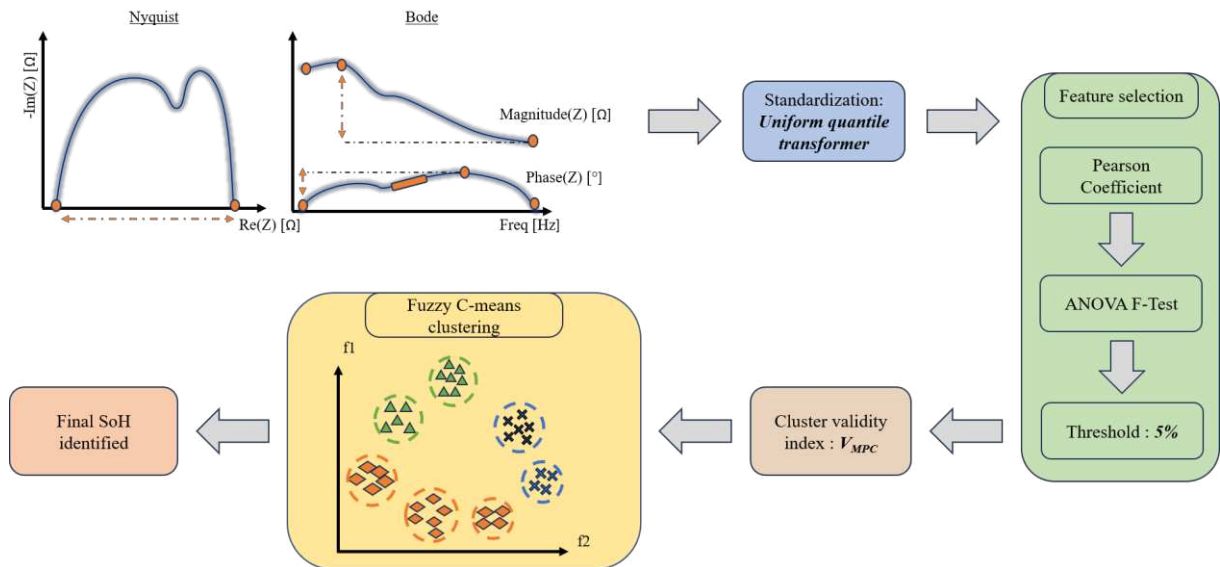 Nyquist
Bode
-Im(Z) [Ω]
Re(Z) [Ω]
Magnitude(Z) [Ω]
Phase(Z) [°]
Freq [Hz]
Standardization:
Uniform quantile
transformer
Feature selection
Pearson
Coefficient
ANOVA F-Test
Threshold : 5%
Cluster validity
index : V_MPC
Fuzzy C-means
clustering
f1
f2
Final SoH
identified